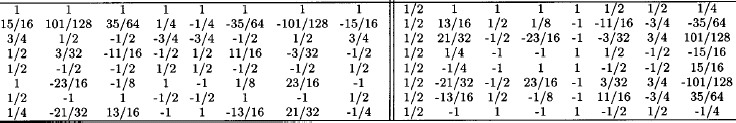 1 1 1 1 1 1 1 1 1/2 1 1 1 1 1/2 1/2 1/4
15/16 101/128 35/64 1/4 -1/4 -35/64 -101/128 -15/16 1/2 13/16 1/2 1/8 -1 -11/16 -3/4 -35/64
3/4 1/2 -1/2 -3/4 -3/4 -1/2 1/2 3/4 1/2 21/32 -1/2 -23/16 -1 -3/32 3/4 101/128
1/2 3/32 -11/16 -1/2 1/2 11/16 -3/32 -1/2 1/2 1/4 -1 -1 1 1/2 -1/2 -15/16
1/2 -1/2 -1/2 1/2 1/2 -1/2 -1/2 1/2 1/2 -1/4 -1 1 1 -1/2 -1/2 15/16
1 -23/16 -1/8 1 -1 1/8 23/16 -1 1/2 -21/32 -1/2 23/16 -1 3/32 3/4 -101/128
1/2 -1 1 -1/2 -1/2 1 -1 1/2 1/2 -13/16 1/2 -1/8 -1 11/16 -3/4 35/64
1/4 -21/32 13/16 -1 1 -13/16 21/32 -1/4 1/2 -1 1 -1 1 -1/2 1/2 -1/4